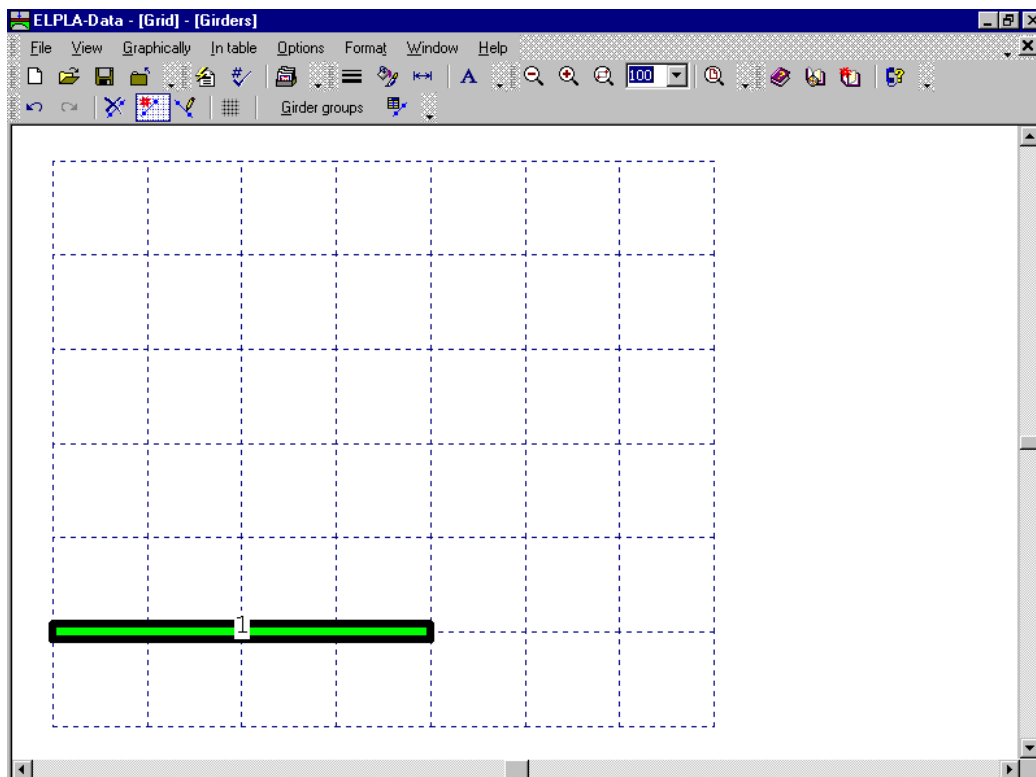 ELPLA-Data - [Grid] - [Girders]
File View Graphically In table Options Format Window Help
A 100
Girder groups
1